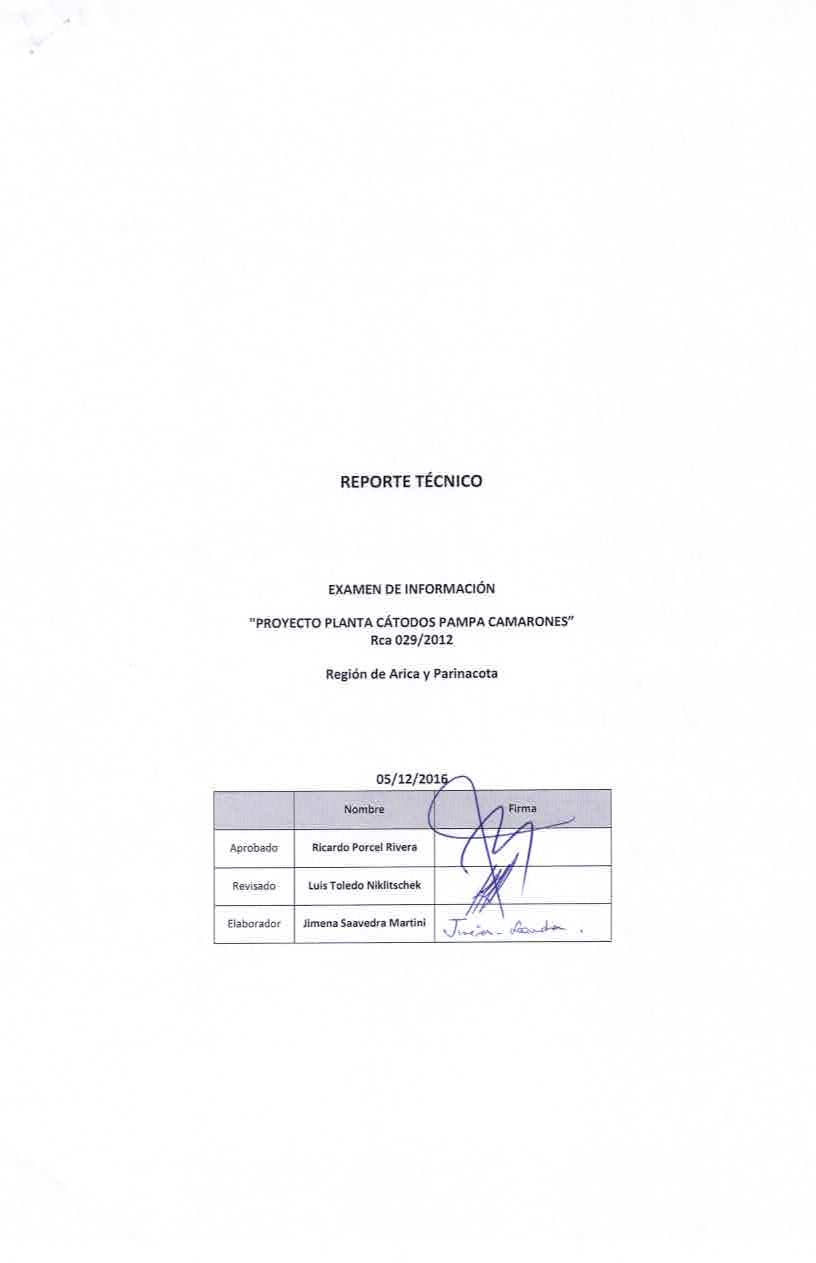 REPORTE TÉCNICO
EXAMEN DE INFORMACIÓN
"PROYECTO PLANTA CÁTODOS PAMPA CAMARONES”
Rca 029/2012
Región de Arica y Parinacota
05/12/2016
Nombre Firma
Aprobado Ricardo Porcel Rivera
Revisado Luis Toledo Niklitschek
Elaborador Jimena Saavedra Martini